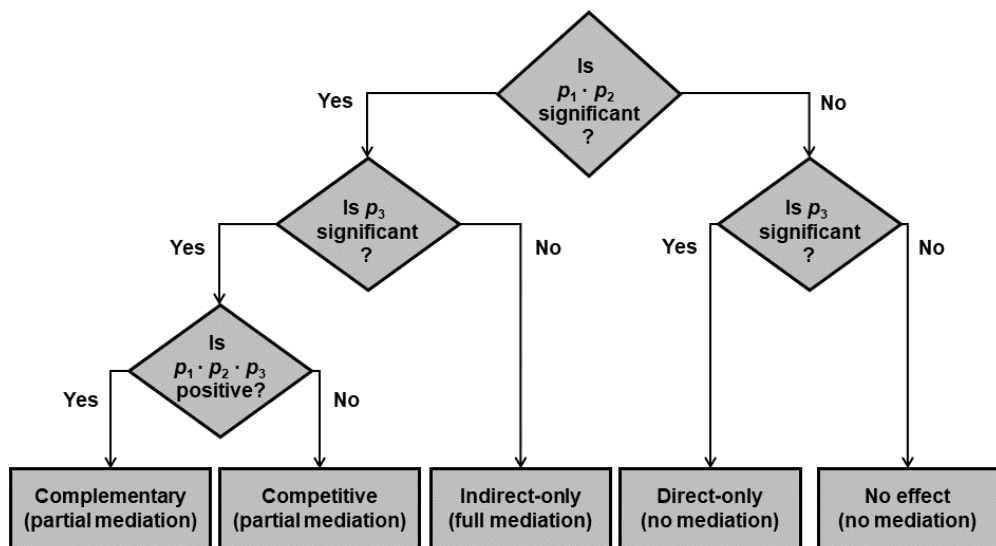 Is
p₁ · p₂
significant
?
Yes
No
Is p₃
significant
?
Is p₃
significant
?
Yes
No
Yes
No
Is
p₁ · p₂ · p₃
positive?
Yes
No
Complementary
(partial mediation)
Competitive
(partial mediation)
Indirect-only
(full mediation)
Direct-only
(no mediation)
No effect
(no mediation)